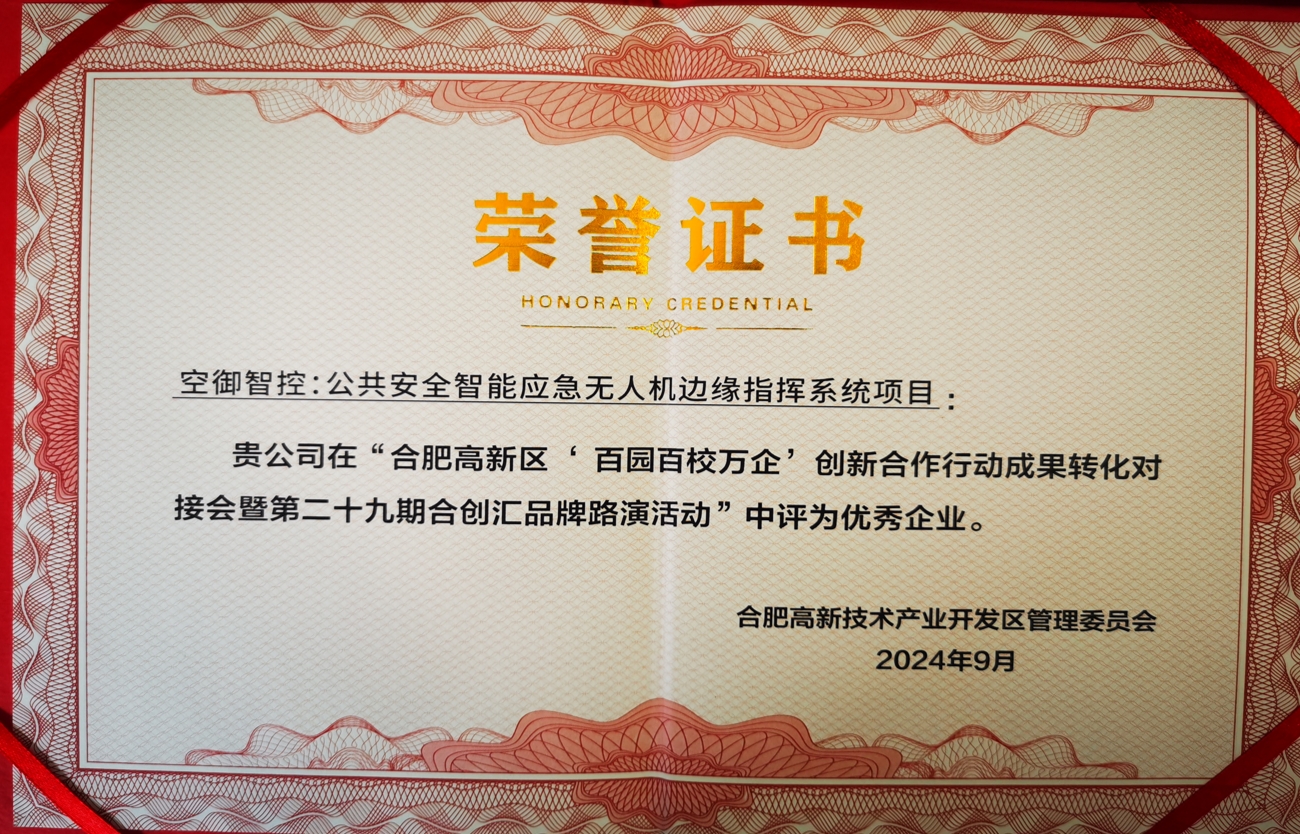 荣誉证书
HONORARY CREDENTIAL
空御智控:公共安全智能应急无人机边缘指挥系统项目:
贵公司在“合肥高新区‘百园百校万企’创新合作行动成果转化对
接会暨第二十九期合创汇品牌路演活动”中评为优秀企业。
合肥高新技术产业开发区管理委员会
2024年9月